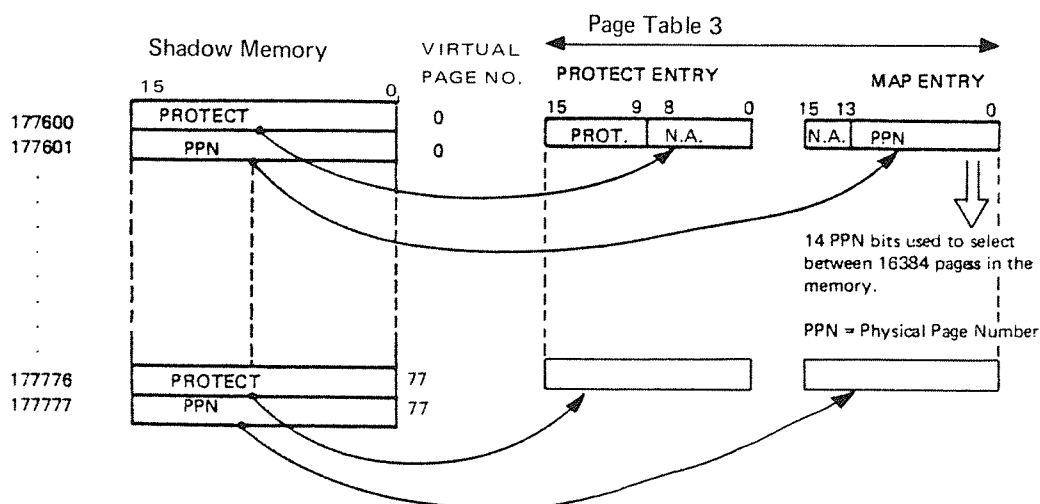 Page Table 3
Shadow Memory
VIRTUAL
PAGE NO.
PROTECT ENTRY
MAP ENTRY
15 0
15 9 8 0
15 13 0
177600 PROTECT 0
PROT. N.A.
N.A. PPN
177601 PPN 0
14 PPN bits used to select
between 16384 pages in the
memory.
PPN = Physical Page Number
177776 PROTECT 77
177777 PPN 77